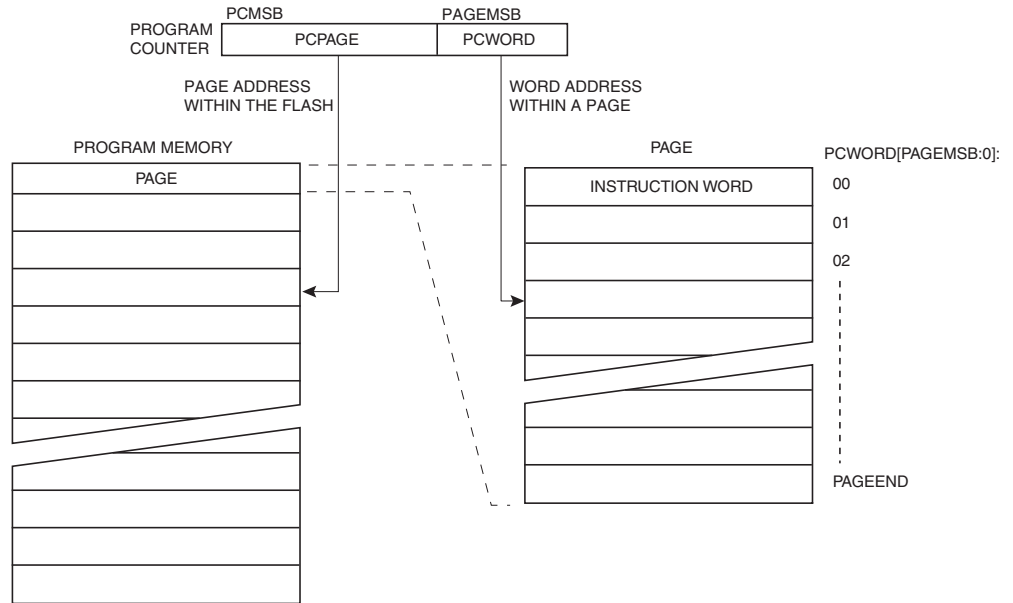 PCMSB PAGEMSB
PROGRAM
COUNTER
PCPAGE PCWORD
PAGE ADDRESS
WITHIN THE FLASH
WORD ADDRESS
WITHIN A PAGE
PROGRAM MEMORY
PAGE
PAGE
PCWORD[PAGEMSB:0]:
INSTRUCTION WORD
00
01
02
PAGEEND